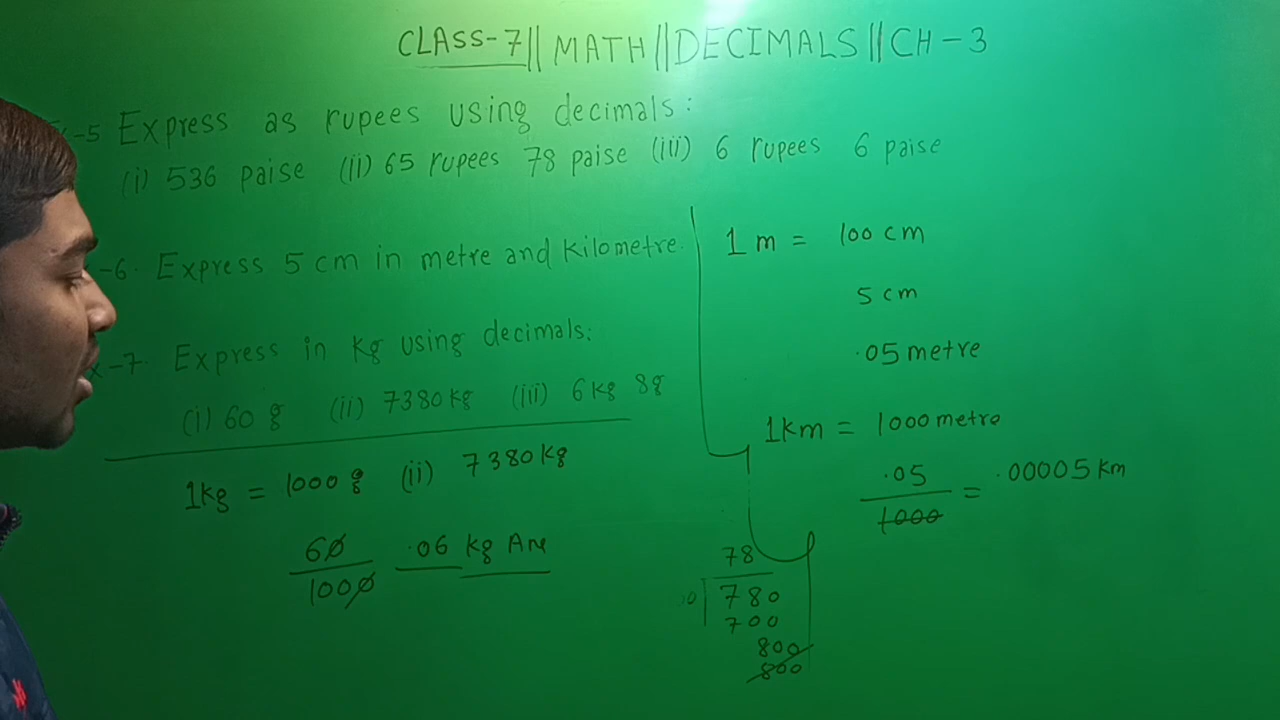 CLASS-7 || MATH || DECIMALS || CH-3
-5 Express as rupees using decimals:
(i) 536 paise (ii) 65 rupees 78 paise (iii) 6 rupees 6 paise
-6. Express 5 cm in metre and Kilometre.
x-7. Express in Kg using decimals:
(i) 60 g (ii) 7380 kg (iii) 6 kg 8g
1kg = 1000 g (ii) 7380 kg
60
1000
.06 kg Ans
1 m = 100 cm
5 cm
.05 metre
1km = 1000 metre
.05
1000
= .00005 Km
78
10 780
700
800
800